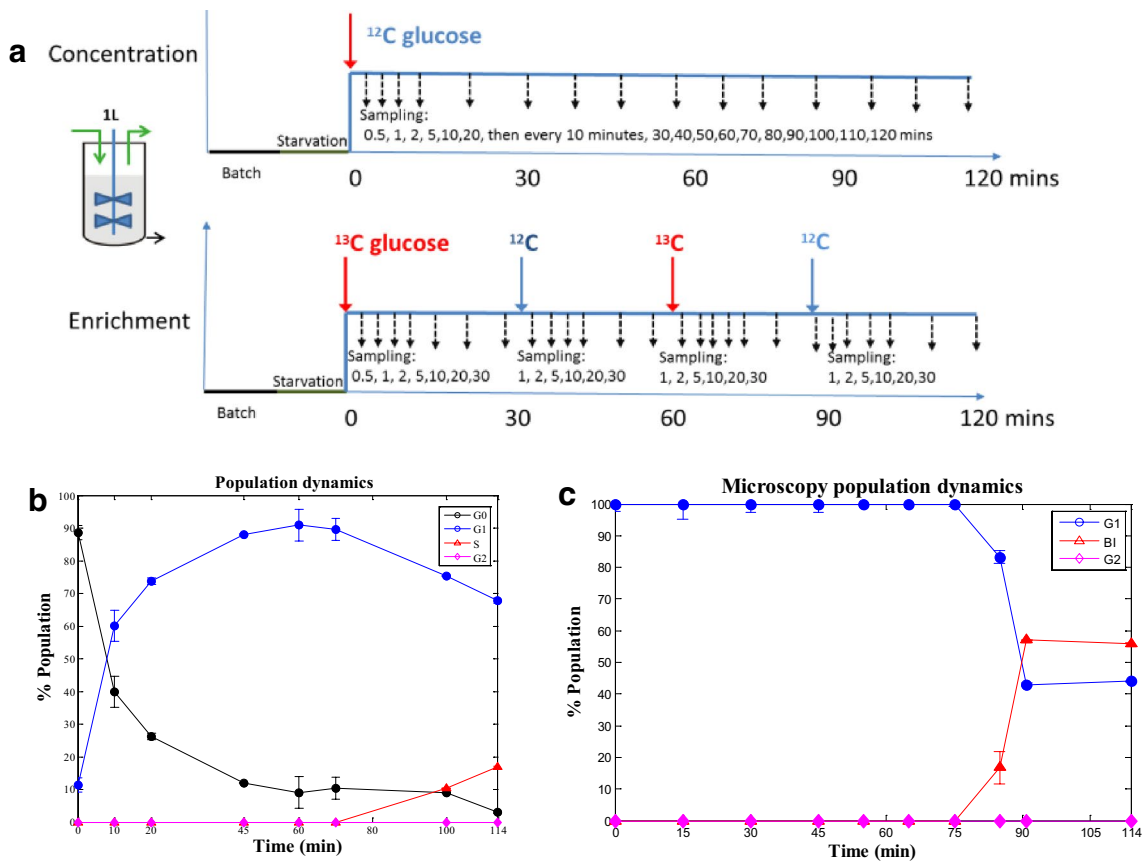 a
Concentration
12C glucose
1L
Sampling:
0.5, 1, 2, 5,10,20, then every 10 minutes, 30,40,50,60,70, 80,90,100,110,120 mins
Starvation
Batch
0 30 60 90 120 mins
13C glucose 12C 13C 12C
Enrichment
Sampling: Sampling: Sampling: Sampling:
0.5, 1, 2, 5,10,20,30 1, 2, 5,10,20,30 1, 2, 5,10,20,30 1, 2, 5,10,20,30
Starvation
Batch
0 30 60 90 120 mins
b
Population dynamics
% Population
100
90
80
70
60
50
40
30
20
10
0
G0
G1
S
G2
0 10 20 45 60 80 100 114
Time (min)
c
Microscopy population dynamics
% Population
100
90
80
70
60
50
40
30
20
10
0
G1
BI
G2
0 15 30 45 55 65 75 90 105 114
Time (min)